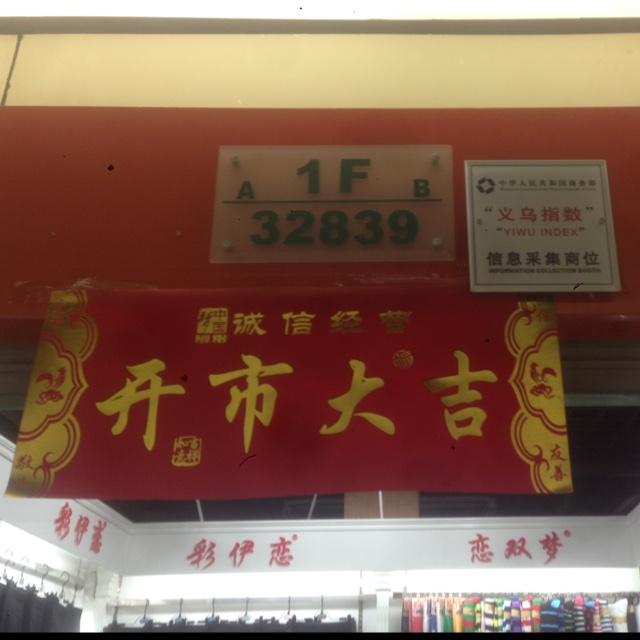 1F
A B
32839
中华人民共和国商务部
"义乌指数"
"YIWU INDEX"
信息采集商位
INFORMATION COLLECTION BOOTH
诚信经营
开市大吉
友善
彩伊恋
彩伊恋
恋双梦